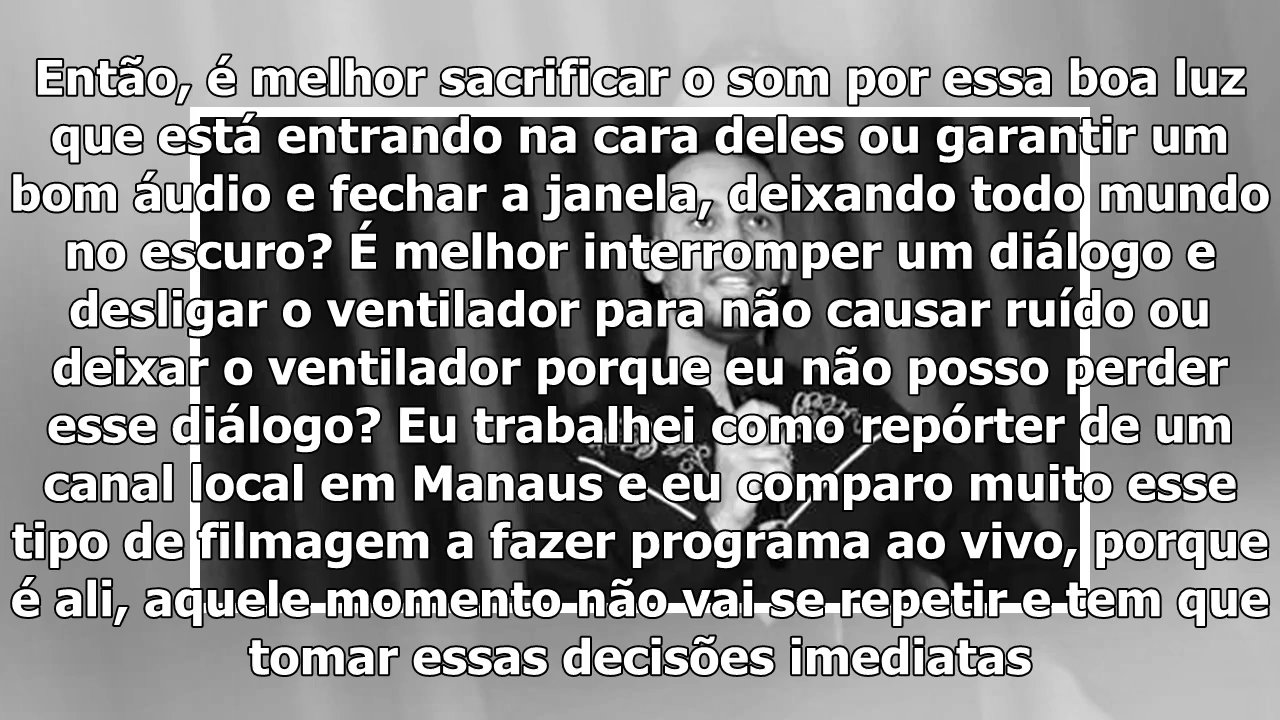 Então, é melhor sacrificar o som por essa boa luz
que está entrando na cara deles ou garantir um
bom áudio e fechar a janela, deixando todo mundo
no escuro? É melhor interromper um diálogo e
desligar o ventilador para não causar ruído ou
deixar o ventilador porque eu não posso perder
esse diálogo? Eu trabalhei como repórter de um
canal local em Manaus e eu comparo muito esse
tipo de filmagem a fazer programa ao vivo, porque
é ali, aquele momento não vai se repetir e tem que
tomar essas decisões imediatas